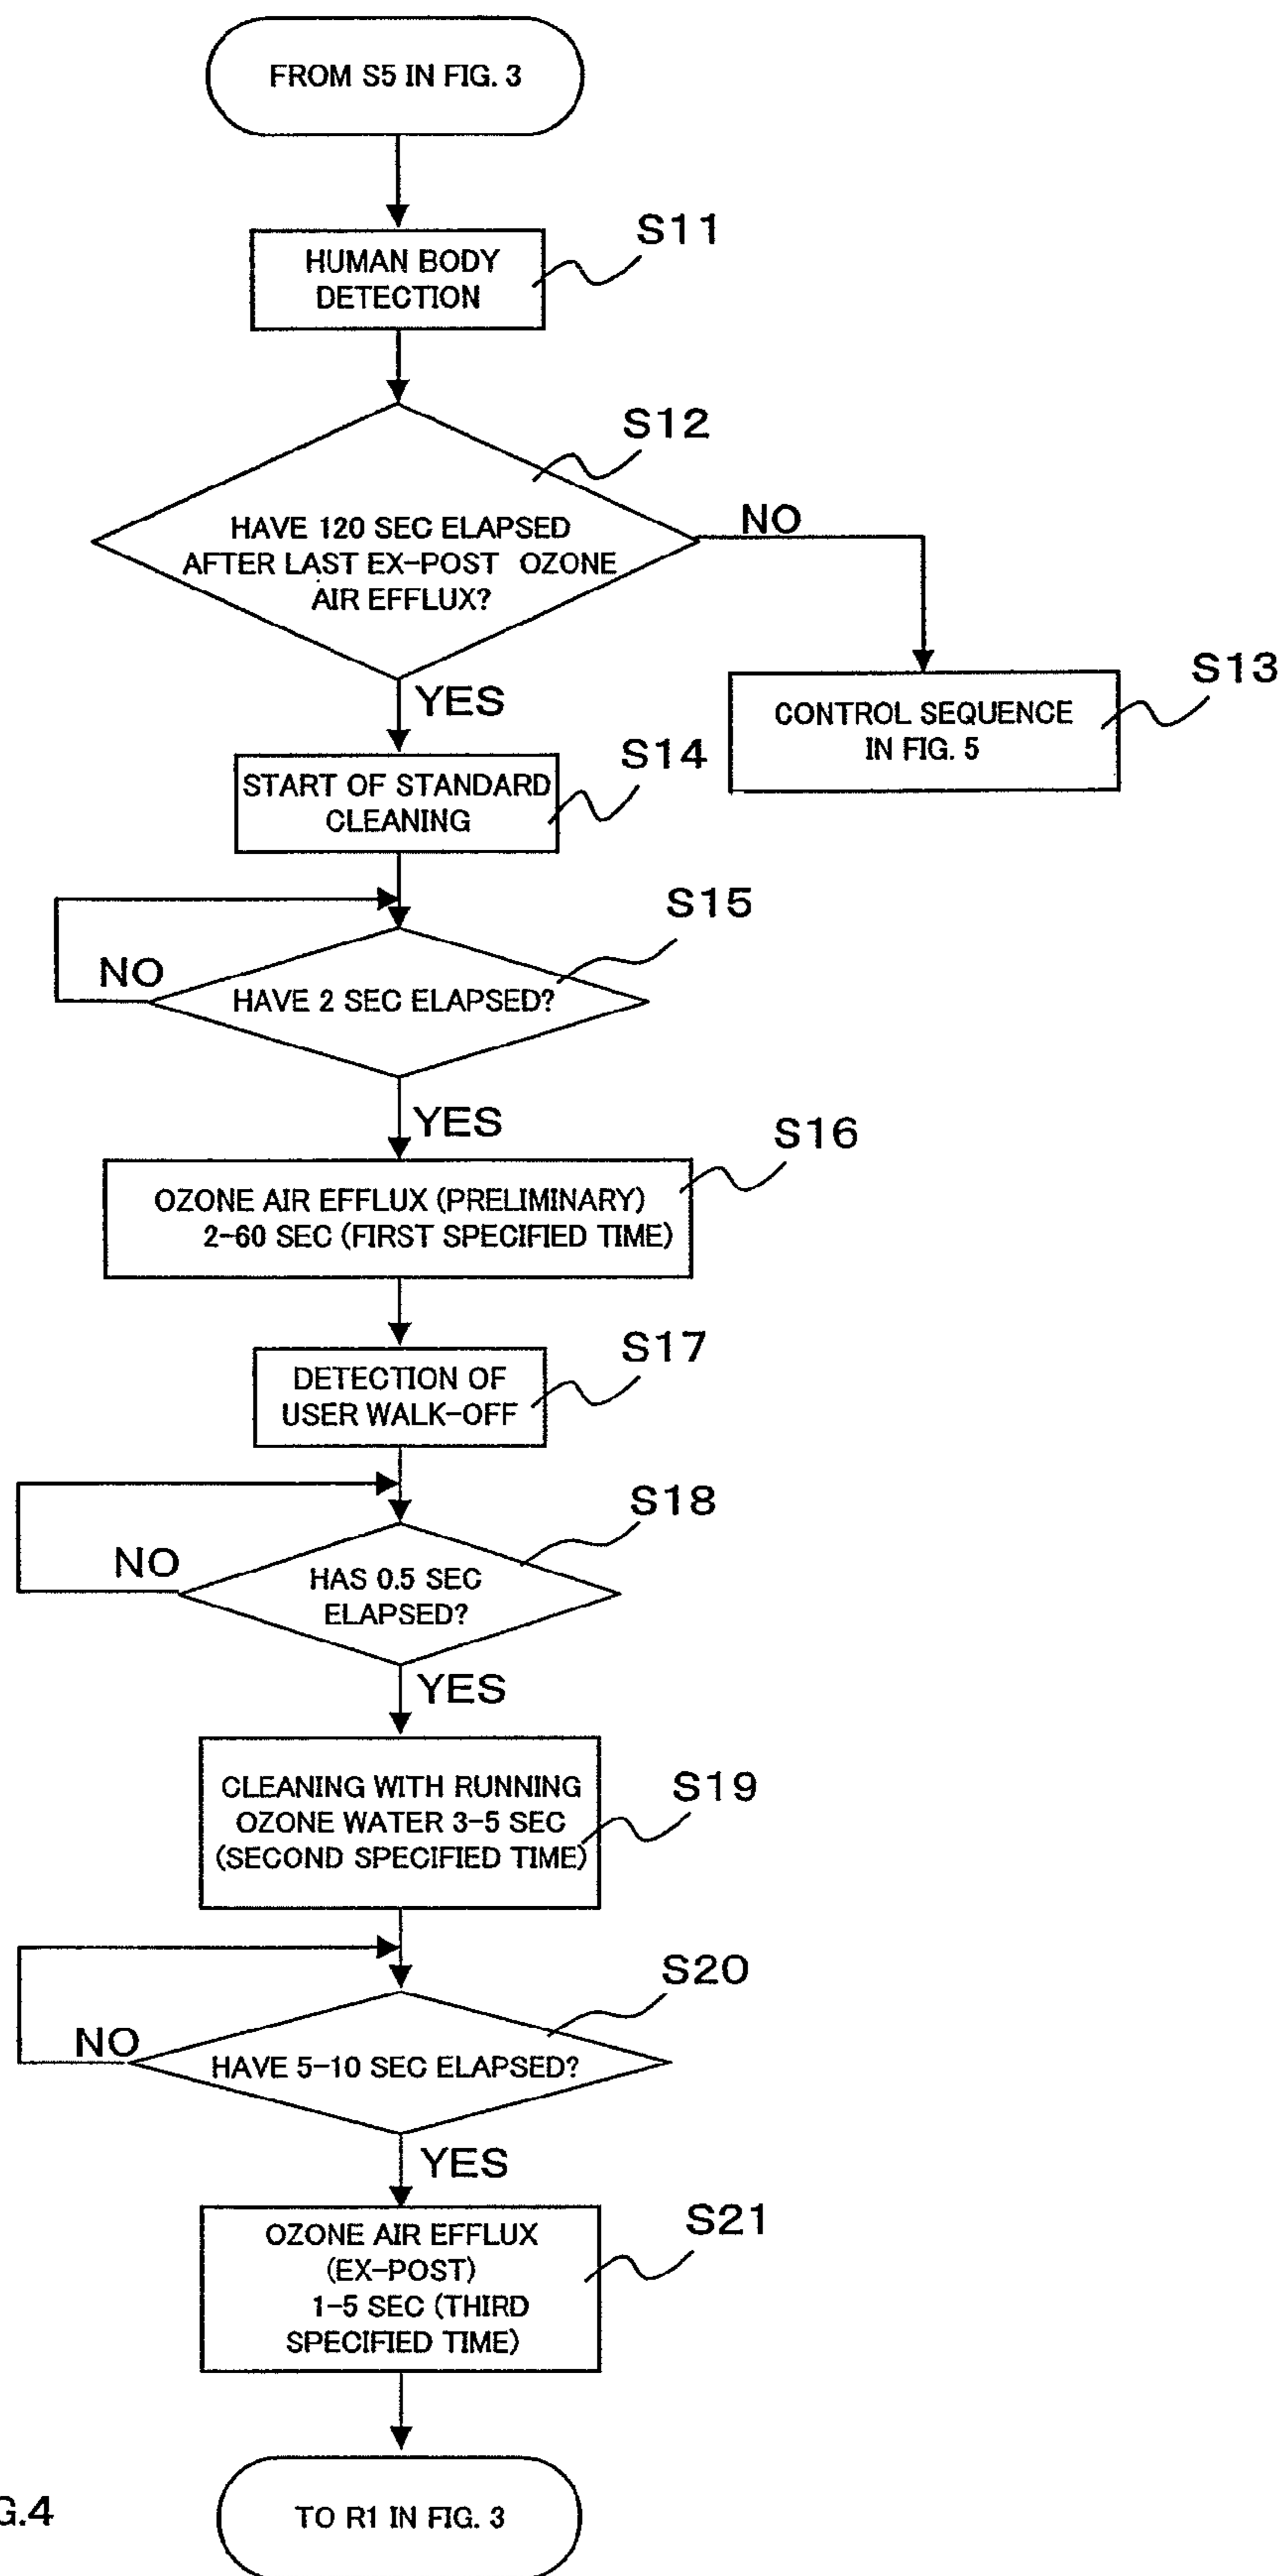 FROM S5 IN FIG. 3
S11
HUMAN BODY
DETECTION
S12
HAVE 120 SEC ELAPSED
AFTER LAST EX-POST OZONE
AIR EFFLUX?
NO
S13
CONTROL SEQUENCE
IN FIG. 5
YES
S14
START OF STANDARD
CLEANING
S15
NO
HAVE 2 SEC ELAPSED?
YES
S16
OZONE AIR EFFLUX (PRELIMINARY)
2-60 SEC (FIRST SPECIFIED TIME)
S17
DETECTION OF
USER WALK-OFF
S18
NO
HAS 0.5 SEC
ELAPSED?
YES
S19
CLEANING WITH RUNNING
OZONE WATER 3-5 SEC
(SECOND SPECIFIED TIME)
S20
NO
HAVE 5-10 SEC ELAPSED?
YES
S21
OZONE AIR EFFLUX
(EX-POST)
1-5 SEC (THIRD
SPECIFIED TIME)
TO R1 IN FIG. 3
G.4